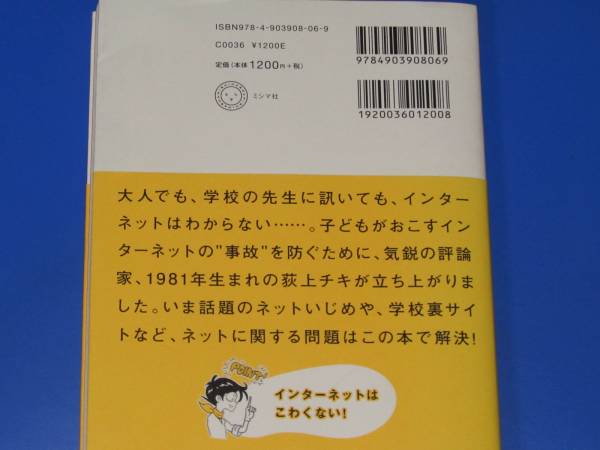 ISBN978-4-903908-06-9
C0036 ¥1200E
定価(本体1200円+税)
ミシマ社
9784903908069
1920036012008
大人でも、学校の先生に訊いても、インター
ネットはわからない……。子どもがおこすイン
ターネットの"事故"を防ぐために、気鋭の評論
家、1981年生まれの荻上チキが立ち上がりま
した。いま話題のネットいじめや、学校裏サイ
トなど、ネットに関する問題はこの本で解決!
POINT
インターネットは
こわくない!